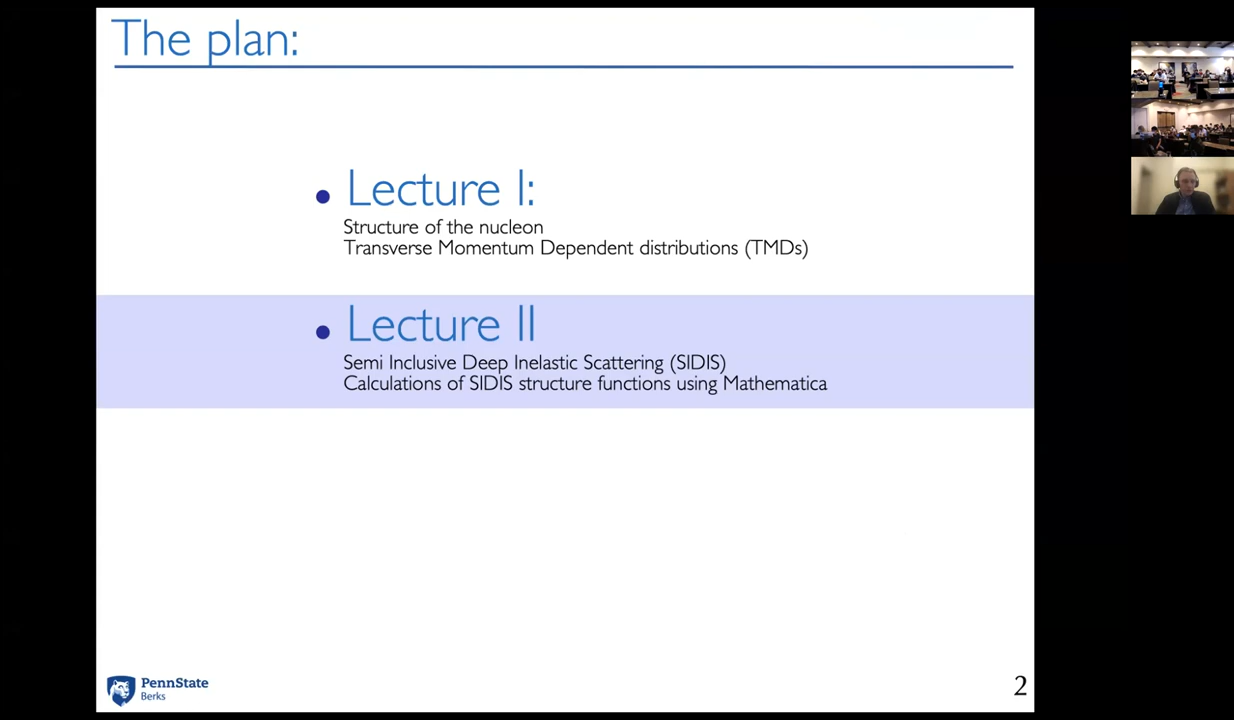 The plan:
• Lecture I:
Structure of the nucleon
Transverse Momentum Dependent distributions (TMDs)
• Lecture II
Semi Inclusive Deep Inelastic Scattering (SIDIS)
Calculations of SIDIS structure functions using Mathematica
PennState
Berks
2